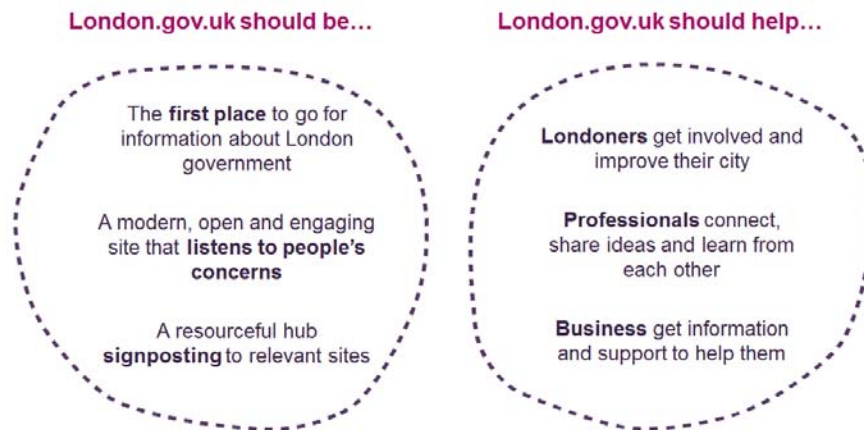 London.gov.uk should be…
The first place to go for
information about London
government
A modern, open and engaging
site that listens to people's
concerns
A resourceful hub
signposting to relevant sites
London.gov.uk should help…
Londoners get involved and
improve their city
Professionals connect,
share ideas and learn from
each other
Business get information
and support to help them